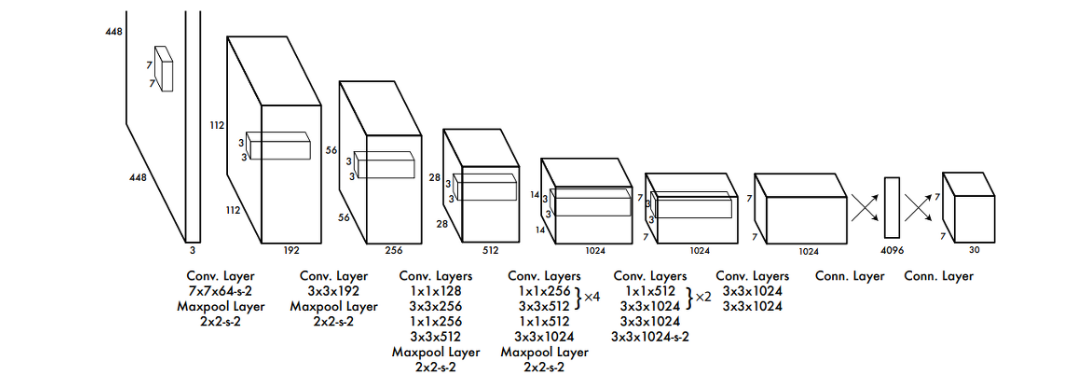 448
448
7
7
3
112
112
3
3
192
56
56
3
3
256
28
28
3
3
512
14
14
3
3
1024
7
7
3
3
1024
7
7
1024
4096
7
7
30
Conv. Layer
7x7x64-s-2
Maxpool Layer
2x2-s-2
Conv. Layer
3x3x192
Maxpool Layer
2x2-s-2
Conv. Layers
1x1x128
3x3x256
1x1x256
3x3x512
Maxpool Layer
2x2-s-2
Conv. Layers
1x1x256
3x3x512
}×4
1x1x512
3x3x1024
Maxpool Layer
2x2-s-2
Conv. Layers
1x1x512
3x3x1024
}×2
3x3x1024
3x3x1024-s-2
Conv. Layers
3x3x1024
3x3x1024
Conn. Layer
Conn. Layer